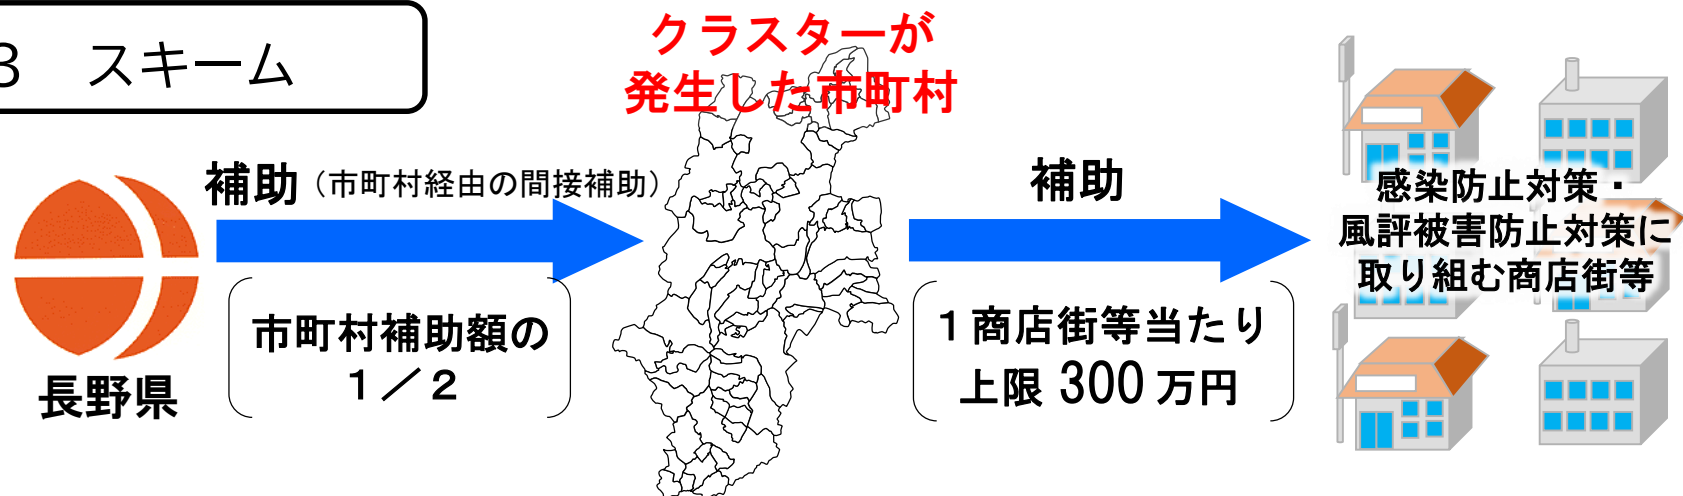 3　スキーム
クラスターが
発生した市町村
補助（市町村経由の間接補助）
市町村補助額の
１／２
長野県
補助
１商店街等当たり
上限 300 万円
感染防止対策・
風評被害防止対策に
取り組む商店街等